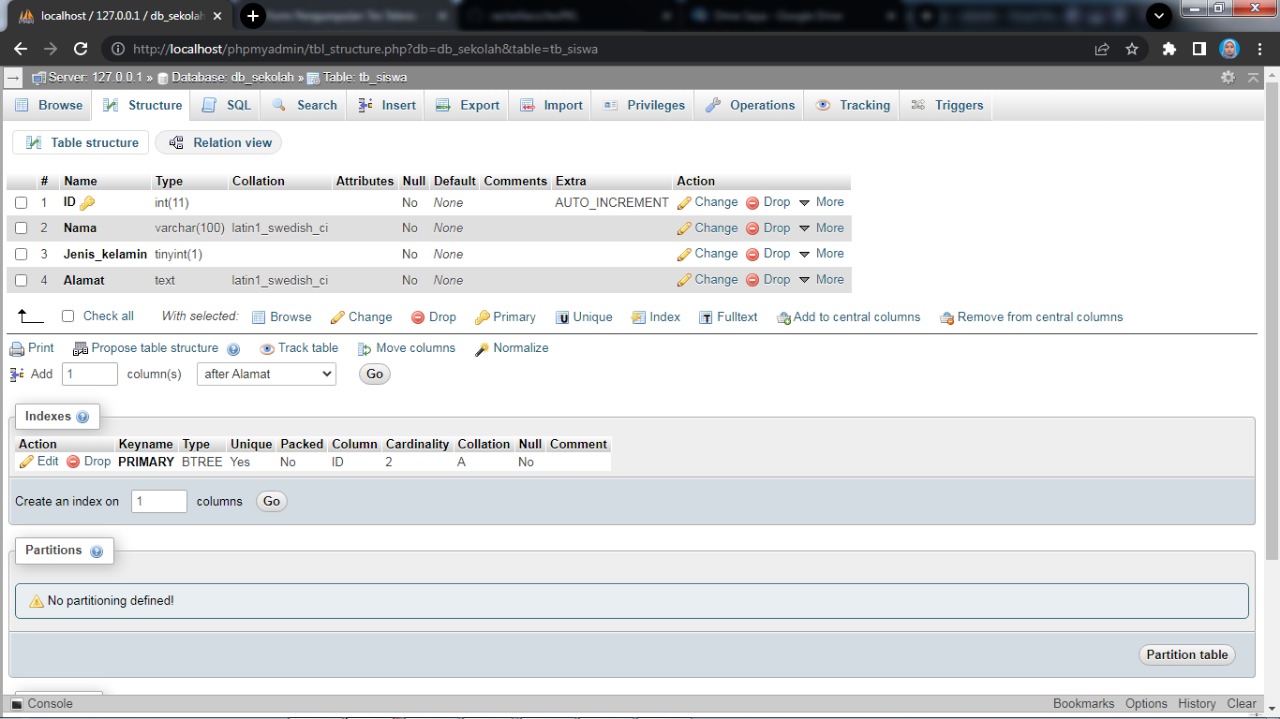 localhost / 127.0.0.1 / db_sekolah
http://localhost/phpmyadmin/tbl_structure.php?db=db_sekolah&table=tb_siswa
Server: 127.0.0.1 » Database: db_sekolah » Table: tb_siswa
Browse Structure SQL Search Insert Export Import Privileges Operations Tracking Triggers
Table structure Relation view
# Name Type Collation Attributes Null Default Comments Extra Action
1 ID int(11) No None AUTO_INCREMENT Change Drop More
2 Nama varchar(100) latin1_swedish_ci No None Change Drop More
3 Jenis_kelamin tinyint(1) No None Change Drop More
4 Alamat text latin1_swedish_ci No None Change Drop More
Check all With selected: Browse Change Drop Primary Unique Index Fulltext Add to central columns Remove from central columns
Print Propose table structure Track table Move columns Normalize
Add 1 column(s) after Alamat Go
Indexes
Action Keyname Type Unique Packed Column Cardinality Collation Null Comment
Edit Drop PRIMARY BTREE Yes No ID 2 A No
Create an index on 1 columns Go
Partitions
No partitioning defined!
Partition table
Console Bookmarks Options History Clear